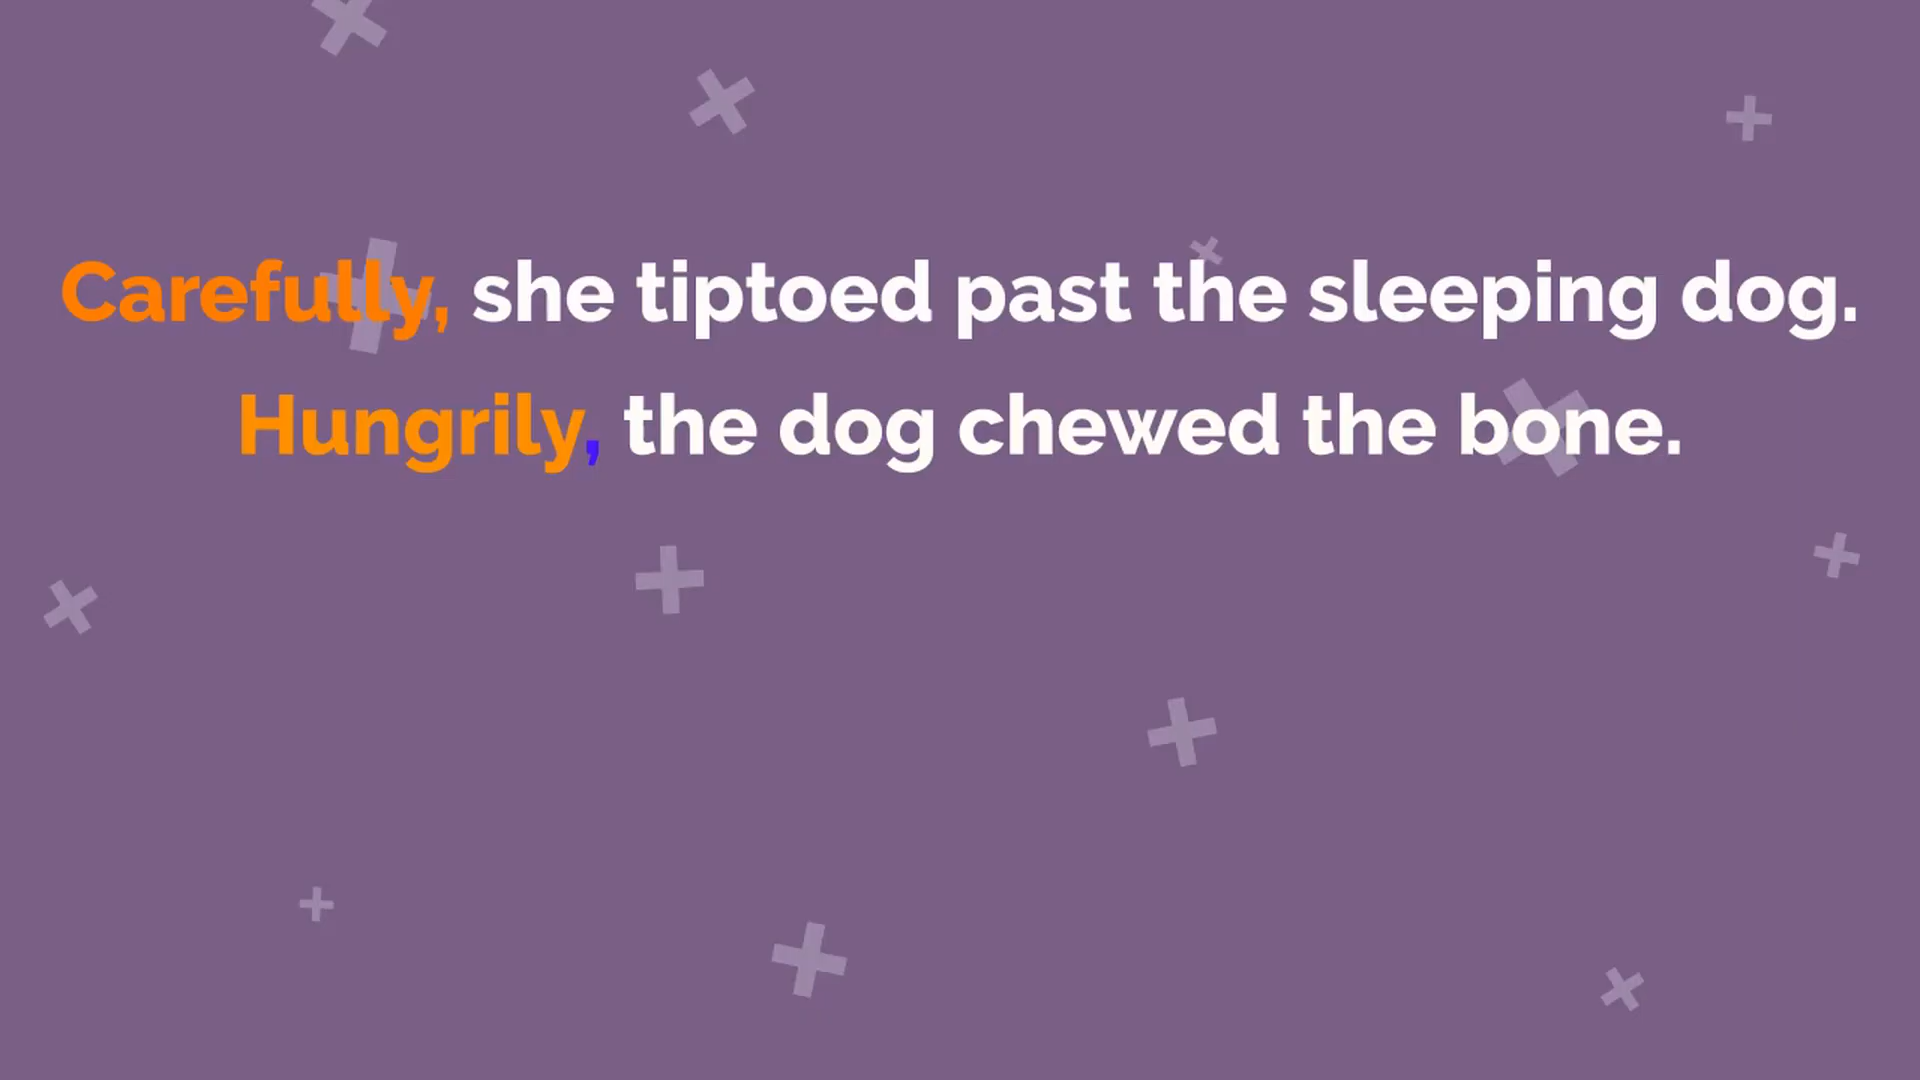 Carefully, she tiptoed past the sleeping dog.
Hungrily, the dog chewed the bone.